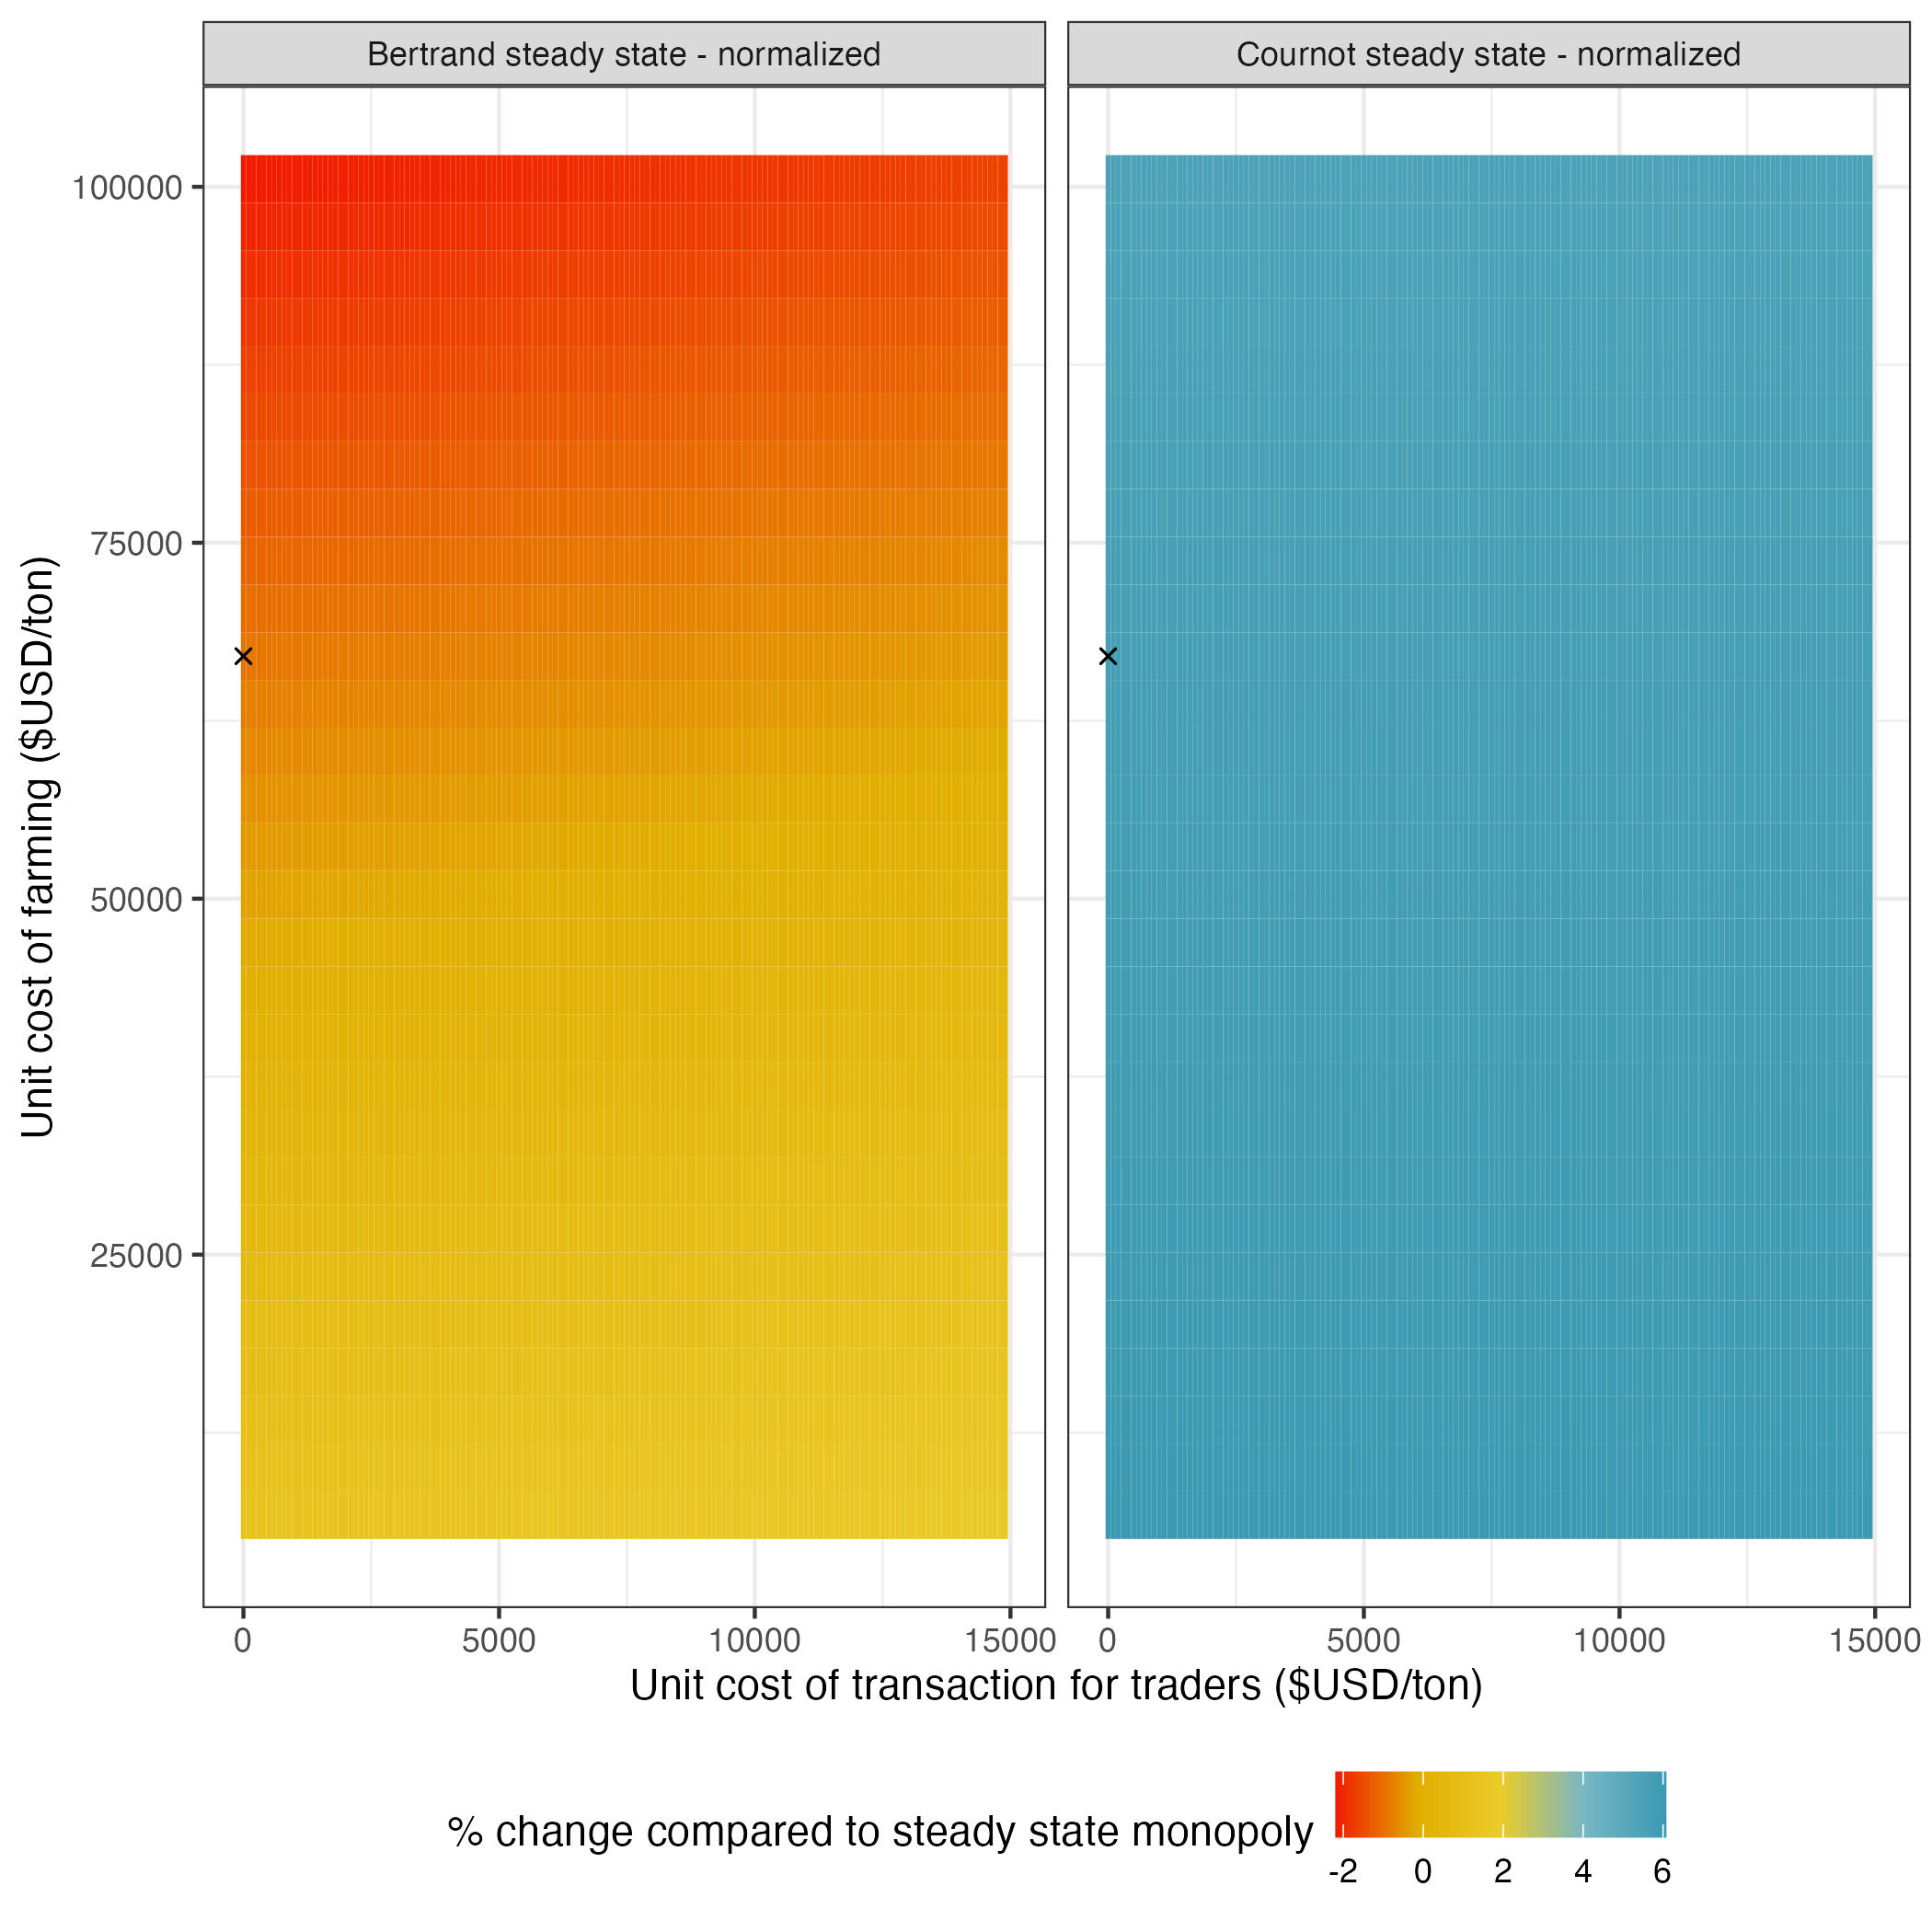 Bertrand steady state - normalized
Cournot steady state - normalized
Unit cost of farming ($USD/ton)
100000
75000
50000
25000
0 5000 10000 15000 0 5000 10000 15000
Unit cost of transaction for traders ($USD/ton)
% change compared to steady state monopoly
-2 0 2 4 6